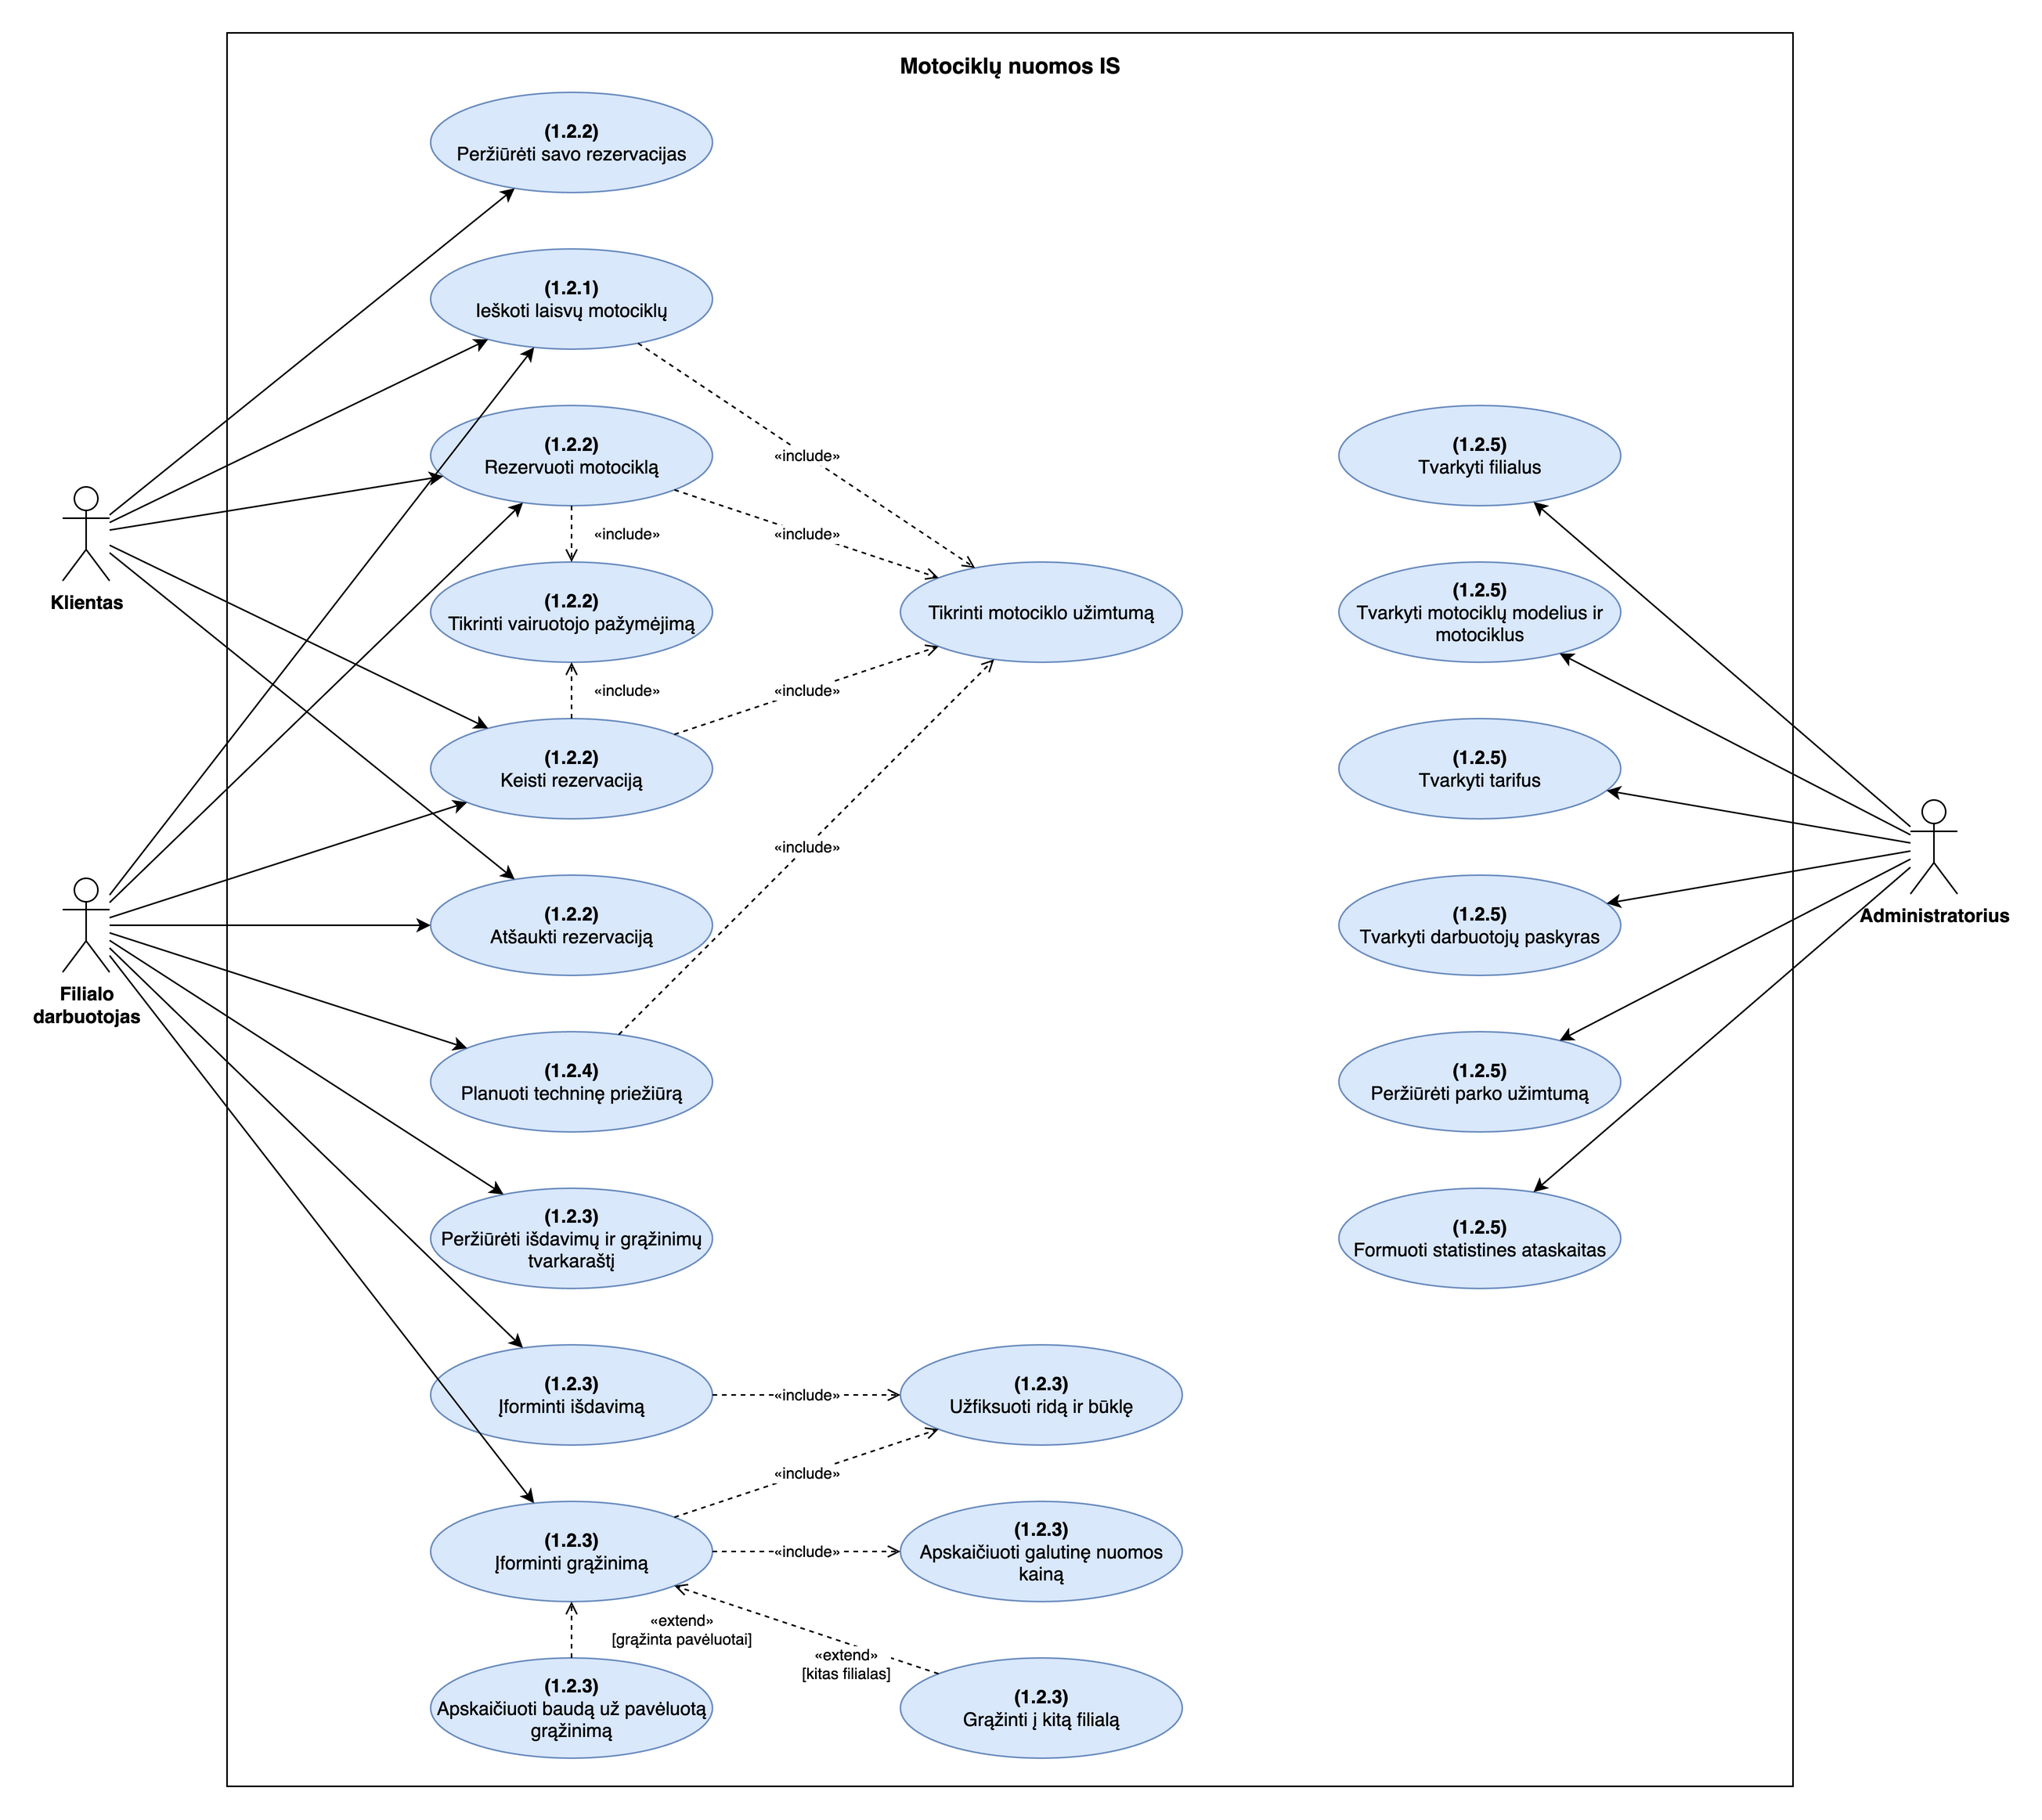 Motociklų nuomos IS
(1.2.2)
Peržiūrėti savo rezervacijas
(1.2.1)
Ieškoti laisvų motociklų
«include»
(1.2.2)
Rezervuoti motociklą
(1.2.5)
Tvarkyti filialus
«include»
«include»
Klientas
(1.2.2)
Tikrinti vairuotojo pažymėjimą
Tikrinti motociklo užimtumą
(1.2.5)
Tvarkyti motociklų modelius ir
motociklus
«include»
«include»
(1.2.2)
Keisti rezervaciją
(1.2.5)
Tvarkyti tarifus
«include»
Filialo
darbuotojas
(1.2.2)
Atšaukti rezervaciją
(1.2.5)
Tvarkyti darbuotojų paskyras
Administratorius
(1.2.4)
Planuoti techninę priežiūrą
(1.2.5)
Peržiūrėti parko užimtumą
(1.2.3)
Peržiūrėti išdavimų ir grąžinimų
tvarkaraštį
(1.2.5)
Formuoti statistines ataskaitas
(1.2.3)
Įforminti išdavimą
«include»
(1.2.3)
Užfiksuoti ridą ir būklę
«include»
(1.2.3)
Įforminti grąžinimą
«include»
(1.2.3)
Apskaičiuoti galutinę nuomos
kainą
«extend»
[grąžinta pavėluotai]
«extend»
[kitas filialas]
(1.2.3)
Apskaičiuoti baudą už pavėluotą
grąžinimą
(1.2.3)
Grąžinti į kitą filialą